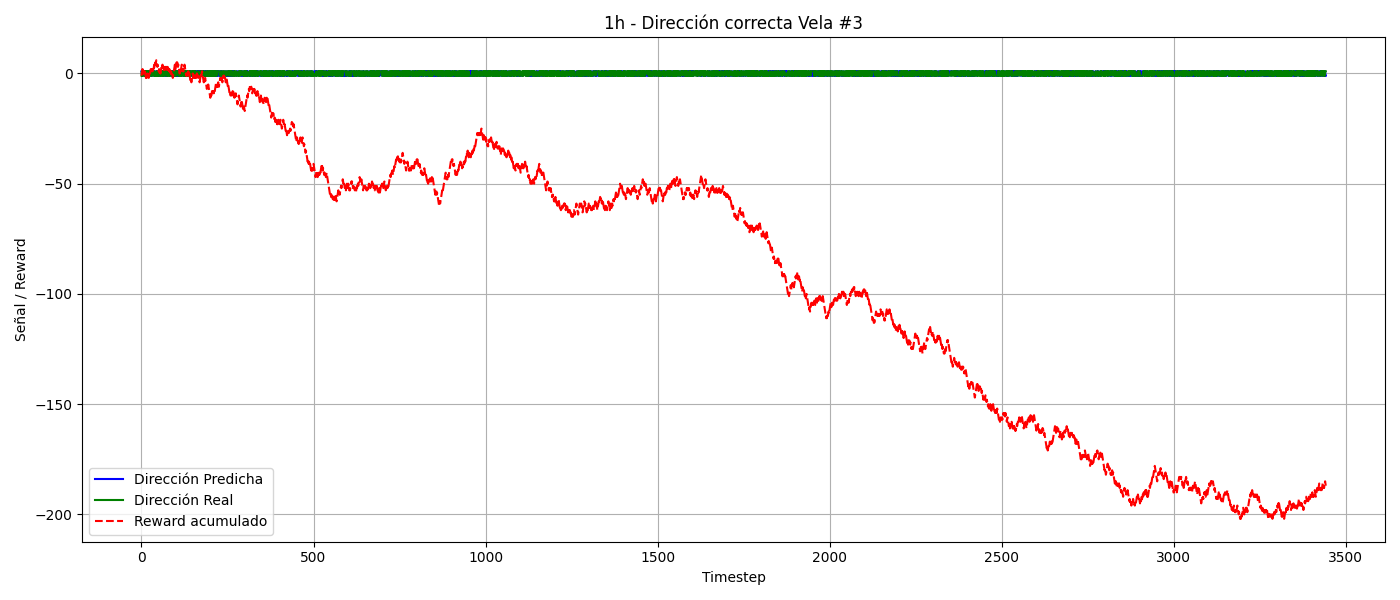 1h - Dirección correcta Vela #3
Señal / Reward
0
−50
−100
−150
−200
Dirección Predicha
Dirección Real
Reward acumulado
0
500
1000
1500
2000
2500
3000
3500
Timestep